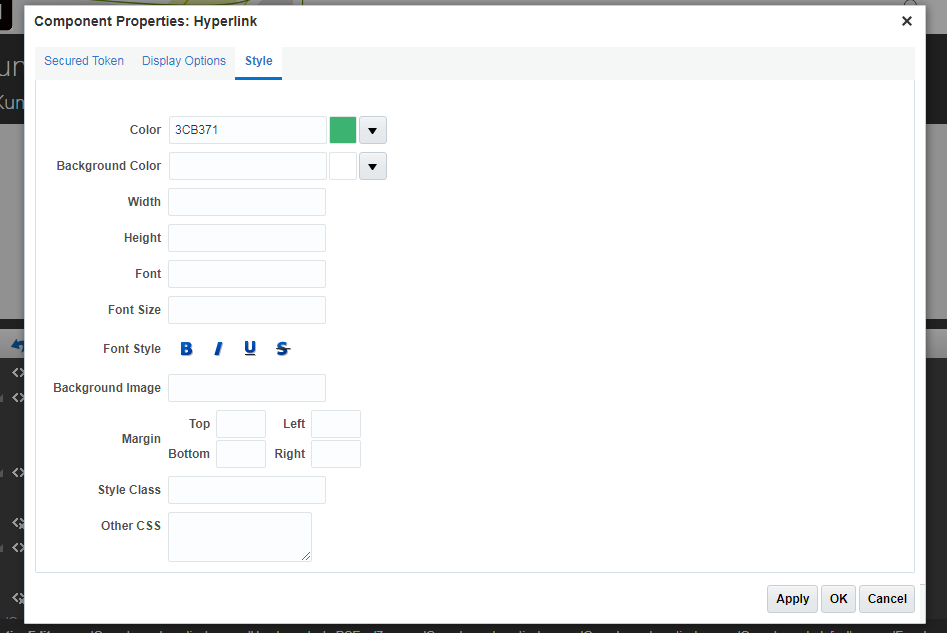 Component Properties: Hyperlink
Secured Token Display Options Style
Color 3CB371
Background Color
Width
Height
Font
Font Size
Font Style B I U S
Background Image
Margin
Top Left
Bottom Right
Style Class
Other CSS
Apply OK Cancel